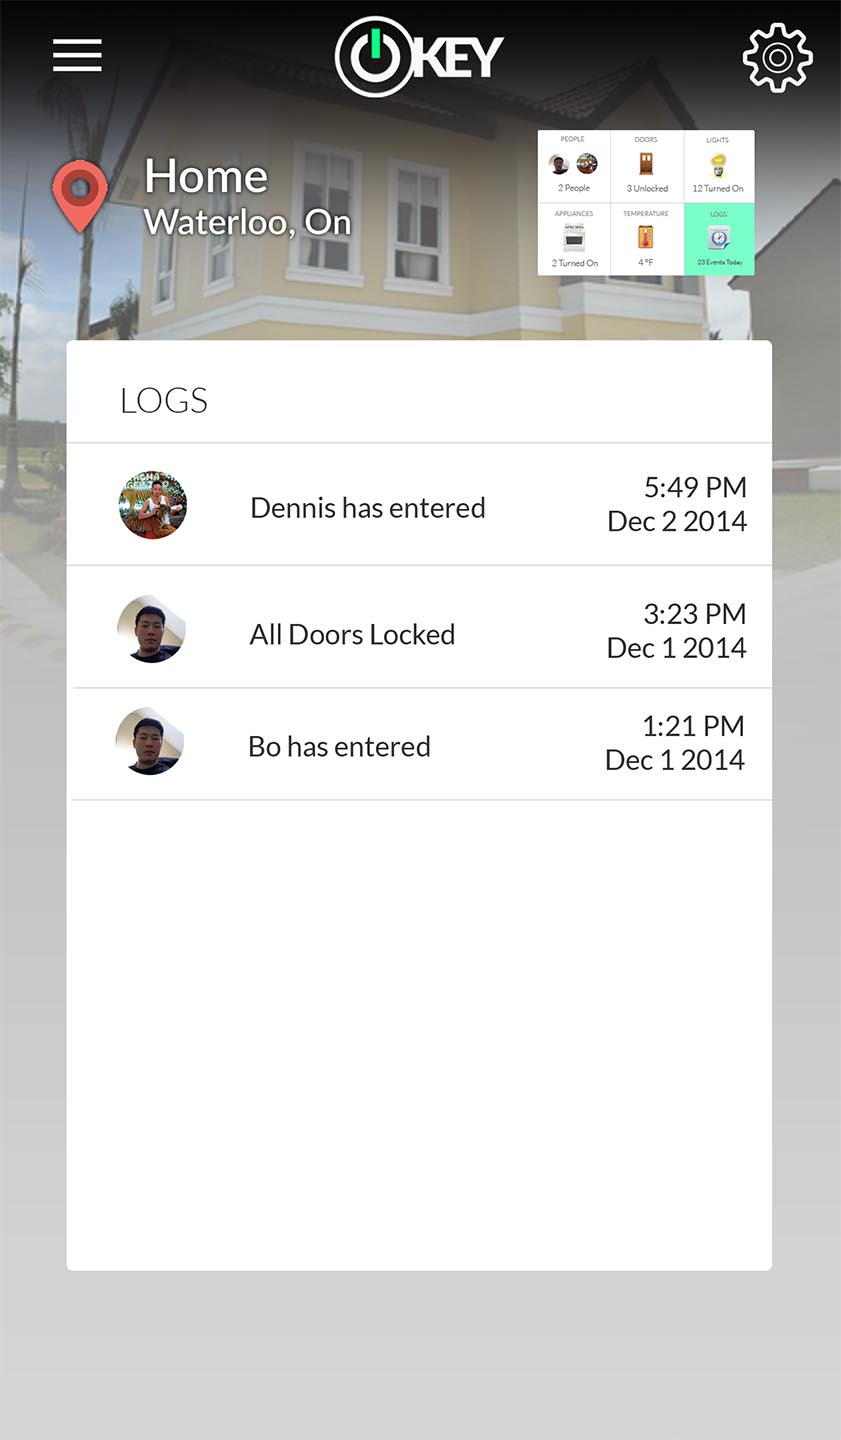 KEY
Home
Waterloo, On
PEOPLE
2 People
DOORS
3 Unlocked
LIGHTS
12 Turned On
APPLIANCES
2 Turned On
TEMPERATURE
4 °F
LOGS
23 Events Today
LOGS
Dennis has entered
5:49 PM
Dec 2 2014
All Doors Locked
3:23 PM
Dec 1 2014
Bo has entered
1:21 PM
Dec 1 2014